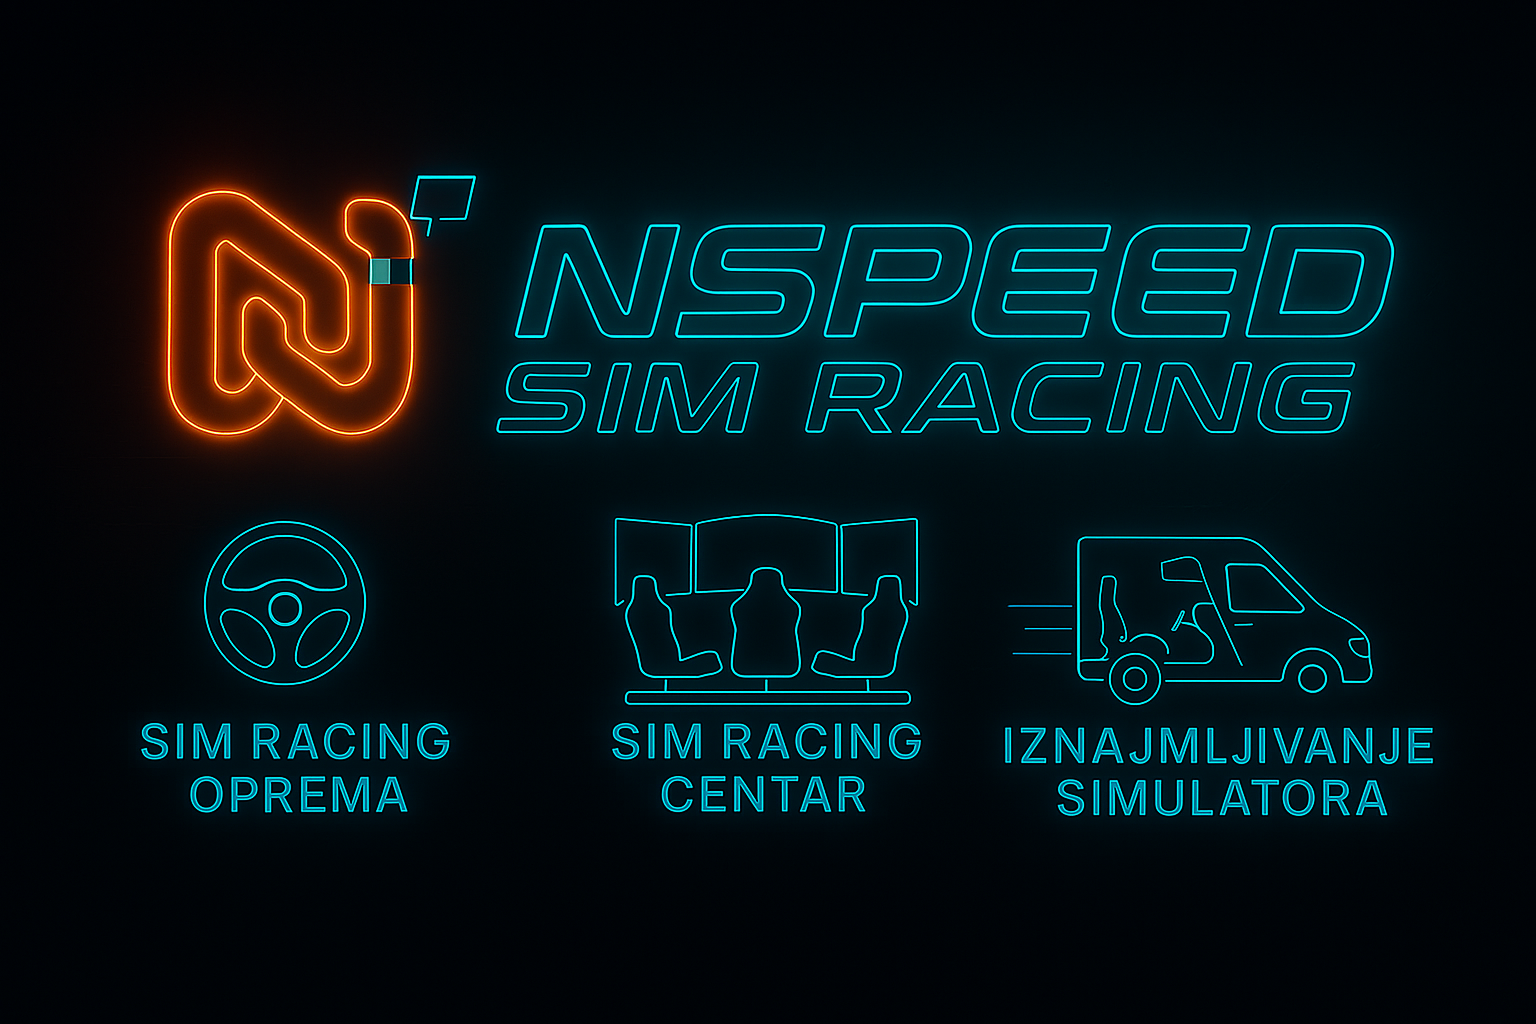 NSPEED
SIM RACING
SIM RACING
OPREMA
SIM RACING
CENTAR
IZNAJMLJIVANJE
SIMULATORA